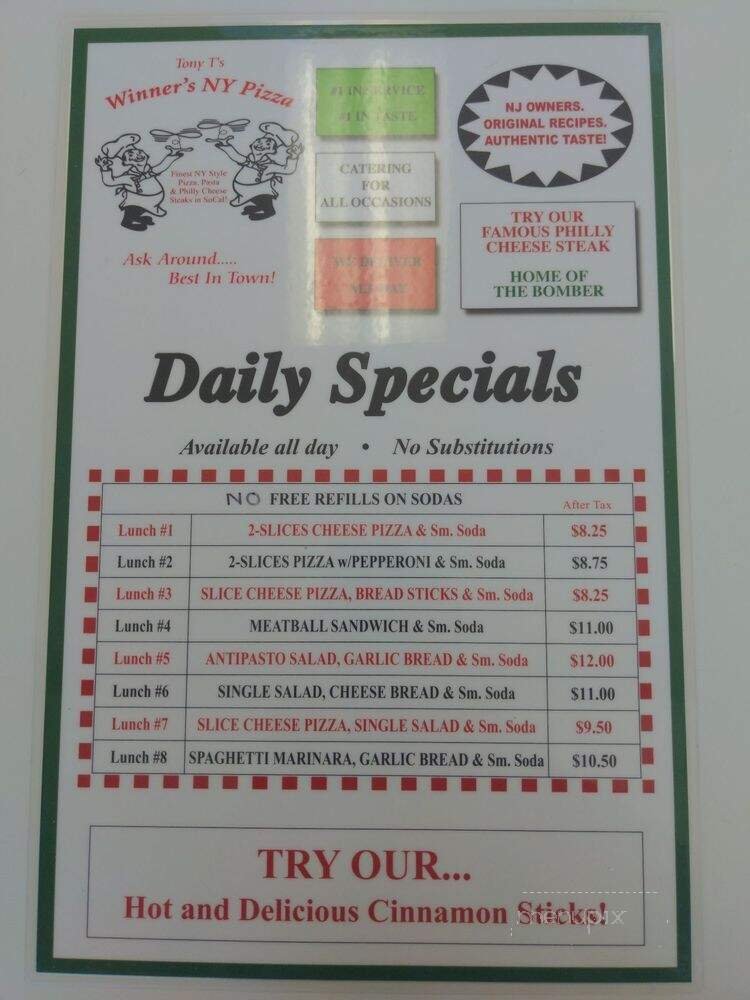 Tony T's
Winner's NY Pizza
Finest NY Style
Pizza, Pasta
& Philly Cheese
Steaks in SoCal!
Ask Around.....
Best In Town!
#1 IN SERVICE
#1 IN TASTE
CATERING
FOR
ALL OCCASIONS
WE DELIVER
NJ OWNERS.
ORIGINAL RECIPES.
AUTHENTIC TASTE!
TRY OUR
FAMOUS PHILLY
CHEESE STEAK
HOME OF
THE BOMBER
Daily Specials
Available all day • No Substitutions
NO FREE REFILLS ON SODAS After Tax
Lunch #1 2-SLICES CHEESE PIZZA & Sm. Soda $8.25
Lunch #2 2-SLICES PIZZA w/PEPPERONI & Sm. Soda $8.75
Lunch #3 SLICE CHEESE PIZZA, BREAD STICKS & Sm. Soda $8.25
Lunch #4 MEATBALL SANDWICH & Sm. Soda $11.00
Lunch #5 ANTIPASTO SALAD, GARLIC BREAD & Sm. Soda $12.00
Lunch #6 SINGLE SALAD, CHEESE BREAD & Sm. Soda $11.00
Lunch #7 SLICE CHEESE PIZZA, SINGLE SALAD & Sm. Soda $9.50
Lunch #8 SPAGHETTI MARINARA, GARLIC BREAD & Sm. Soda $10.50
TRY OUR...
Hot and Delicious Cinnamon Sticks!
menupix